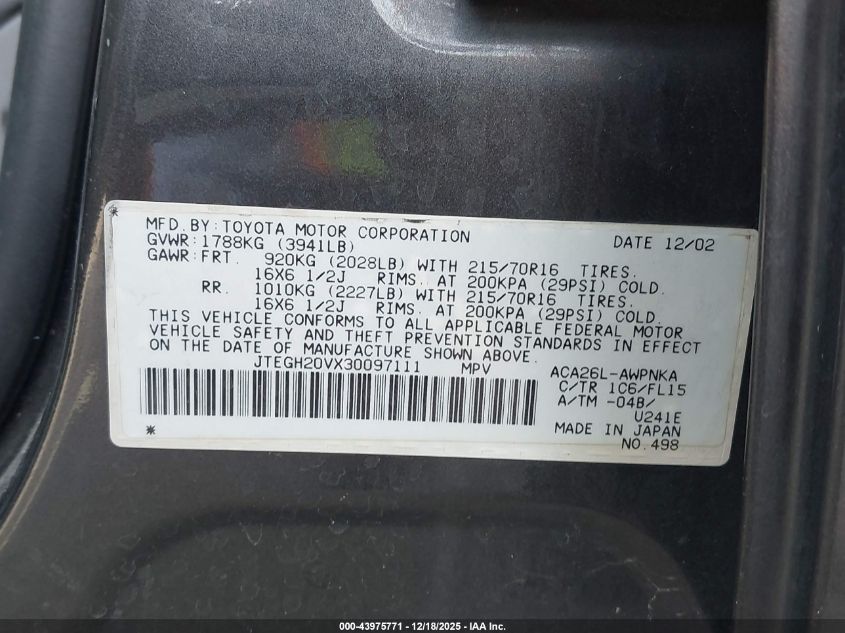 MFD.BY:TOYOTA MOTOR CORPORATION DATE 12/02
GVWR:1788KG (3941LB)
GAWR:FRT. 920KG (2028LB) WITH 215/70R16 TIRES.
16X6 1/2J RIMS. AT 200KPA (29PSI) COLD.
RR. 1010KG (2227LB) WITH 215/70R16 TIRES.
16X6 1/2J RIMS. AT 200KPA (29PSI) COLD.
THIS VEHICLE CONFORMS TO ALL APPLICABLE FEDERAL MOTOR
VEHICLE SAFETY AND THEFT PREVENTION STANDARDS IN EFFECT
ON THE DATE OF MANUFACTURE SHOWN ABOVE.
JTEGH20VX30097111 MPV ACA26L-AWPNKA
C/TR 1C6/FL15
A/TM -04B/
U241E
MADE IN JAPAN
NO.498
000-43975771 - 12/18/2025 - IAA Inc.